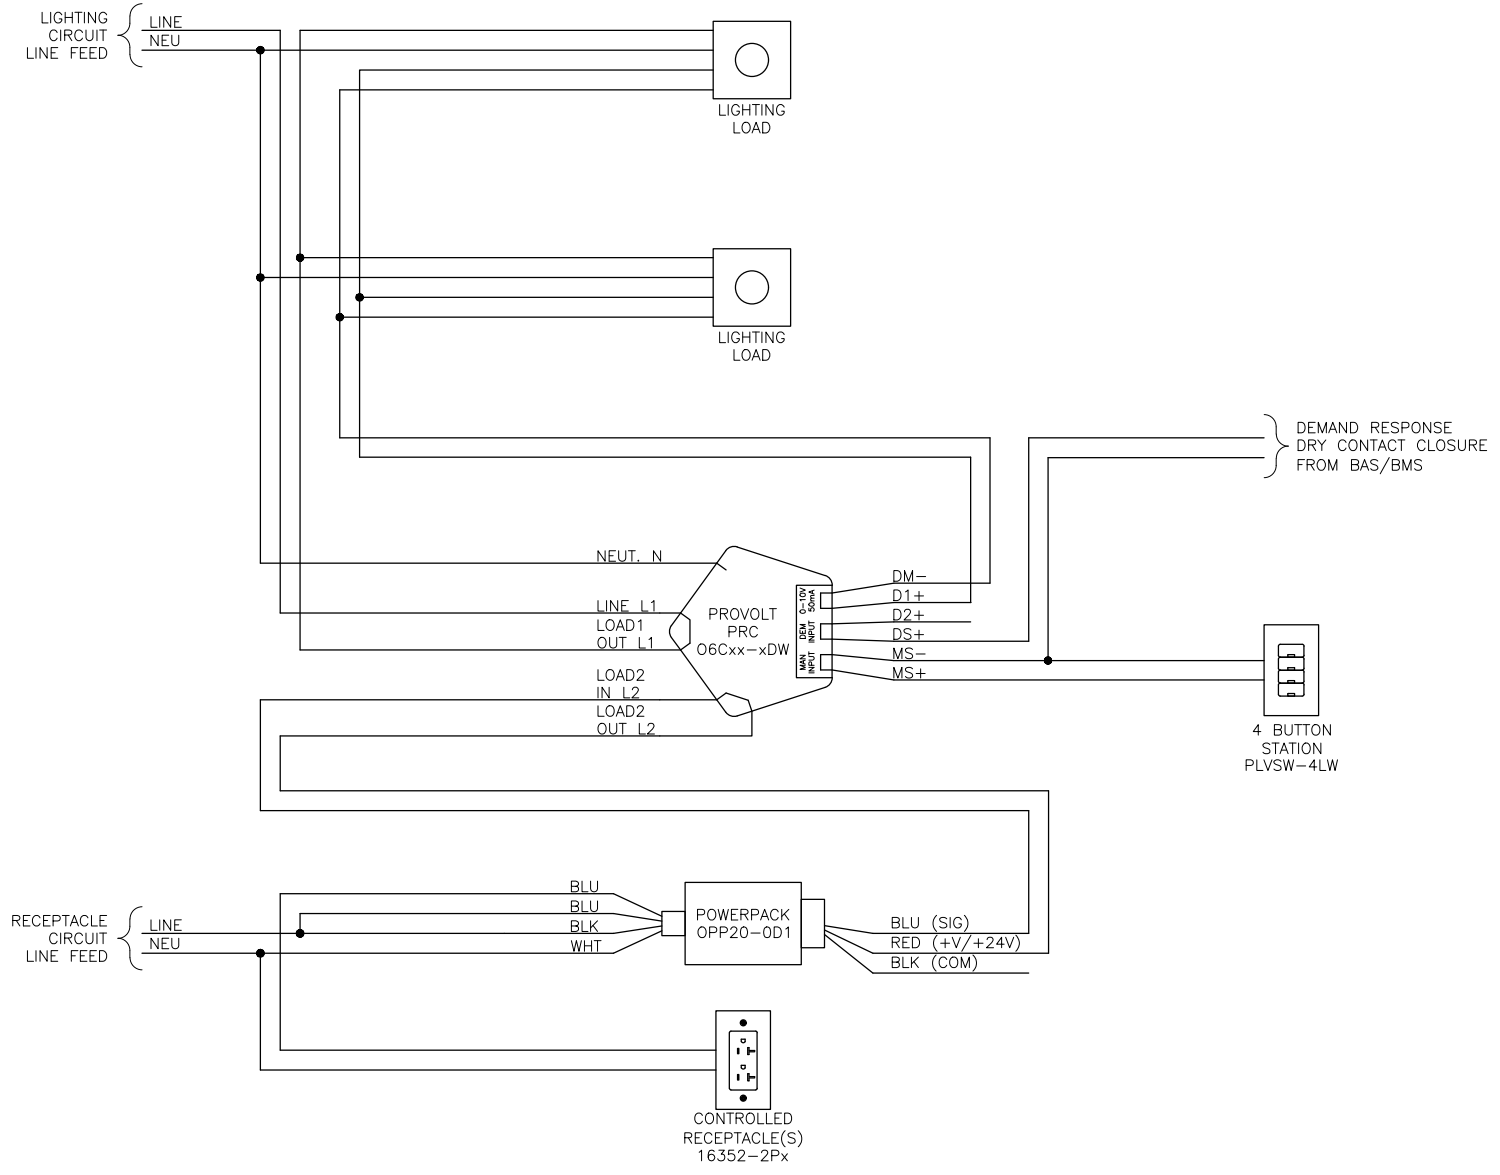 LIGHTING
CIRCUIT
LINE FEED
LINE
NEU
LIGHTING
LOAD
LIGHTING
LOAD
DEMAND RESPONSE
DRY CONTACT CLOSURE
FROM BAS/BMS
NEUT. N
LINE L1
LOAD1
OUT L1
LOAD2
IN L2
LOAD2
OUT L2
PROVOLT
PRC
O6Cxx-xDW
0-10V
50mA
DEM
INPUT
MAN
INPUT
DM-
D1+
D2+
DS+
MS-
MS+
4 BUTTON
STATION
PLVSW-4LW
RECEPTACLE
CIRCUIT
LINE FEED
LINE
NEU
BLU
BLU
BLK
WHT
POWERPACK
OPP20-0D1
BLU (SIG)
RED (+V/+24V)
BLK (COM)
CONTROLLED
RECEPTACLE(S)
16352-2Px